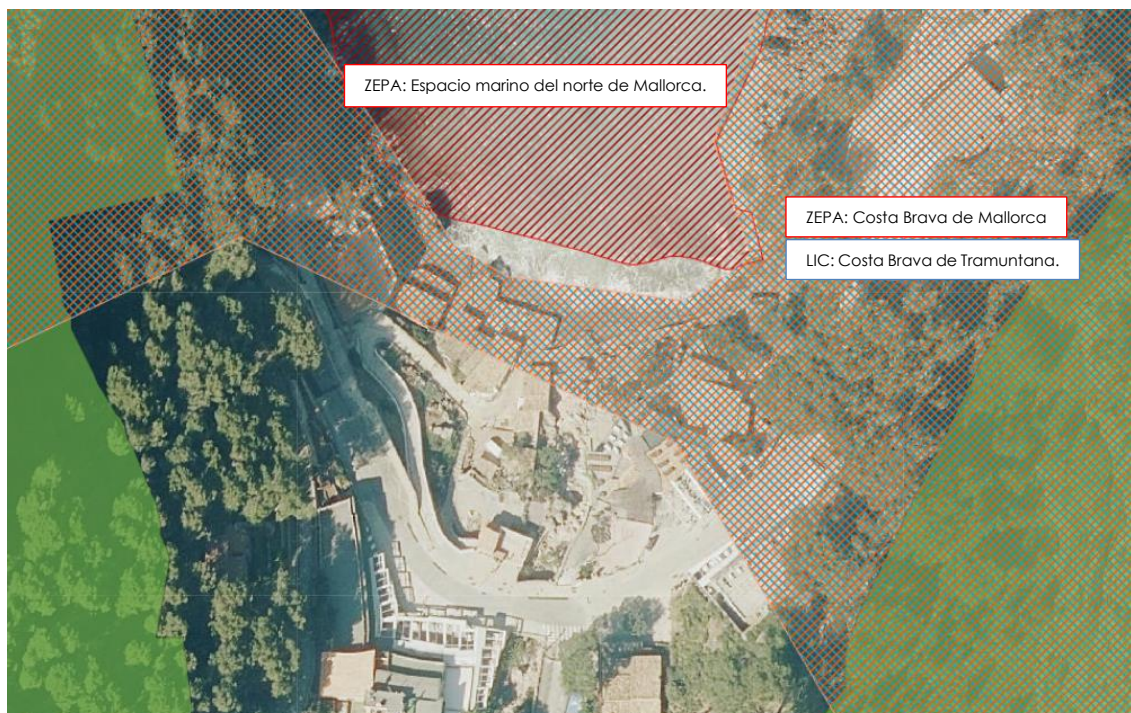 ZEPA: Espacio marino del norte de Mallorca.
ZEPA: Costa Brava de Mallorca
LIC: Costa Brava de Tramuntana.